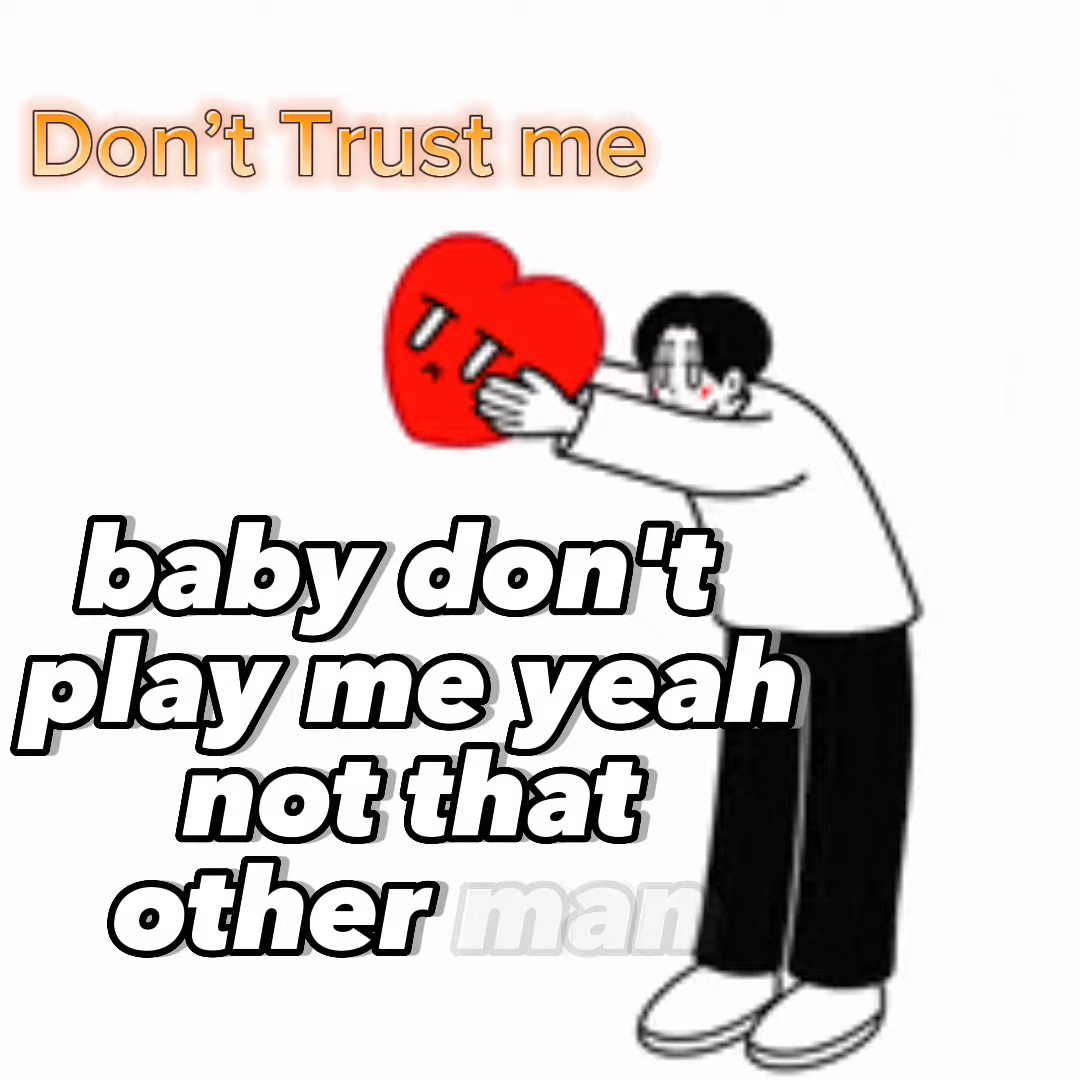 Don't Trust me
baby don't
play me yeah
not that
other man